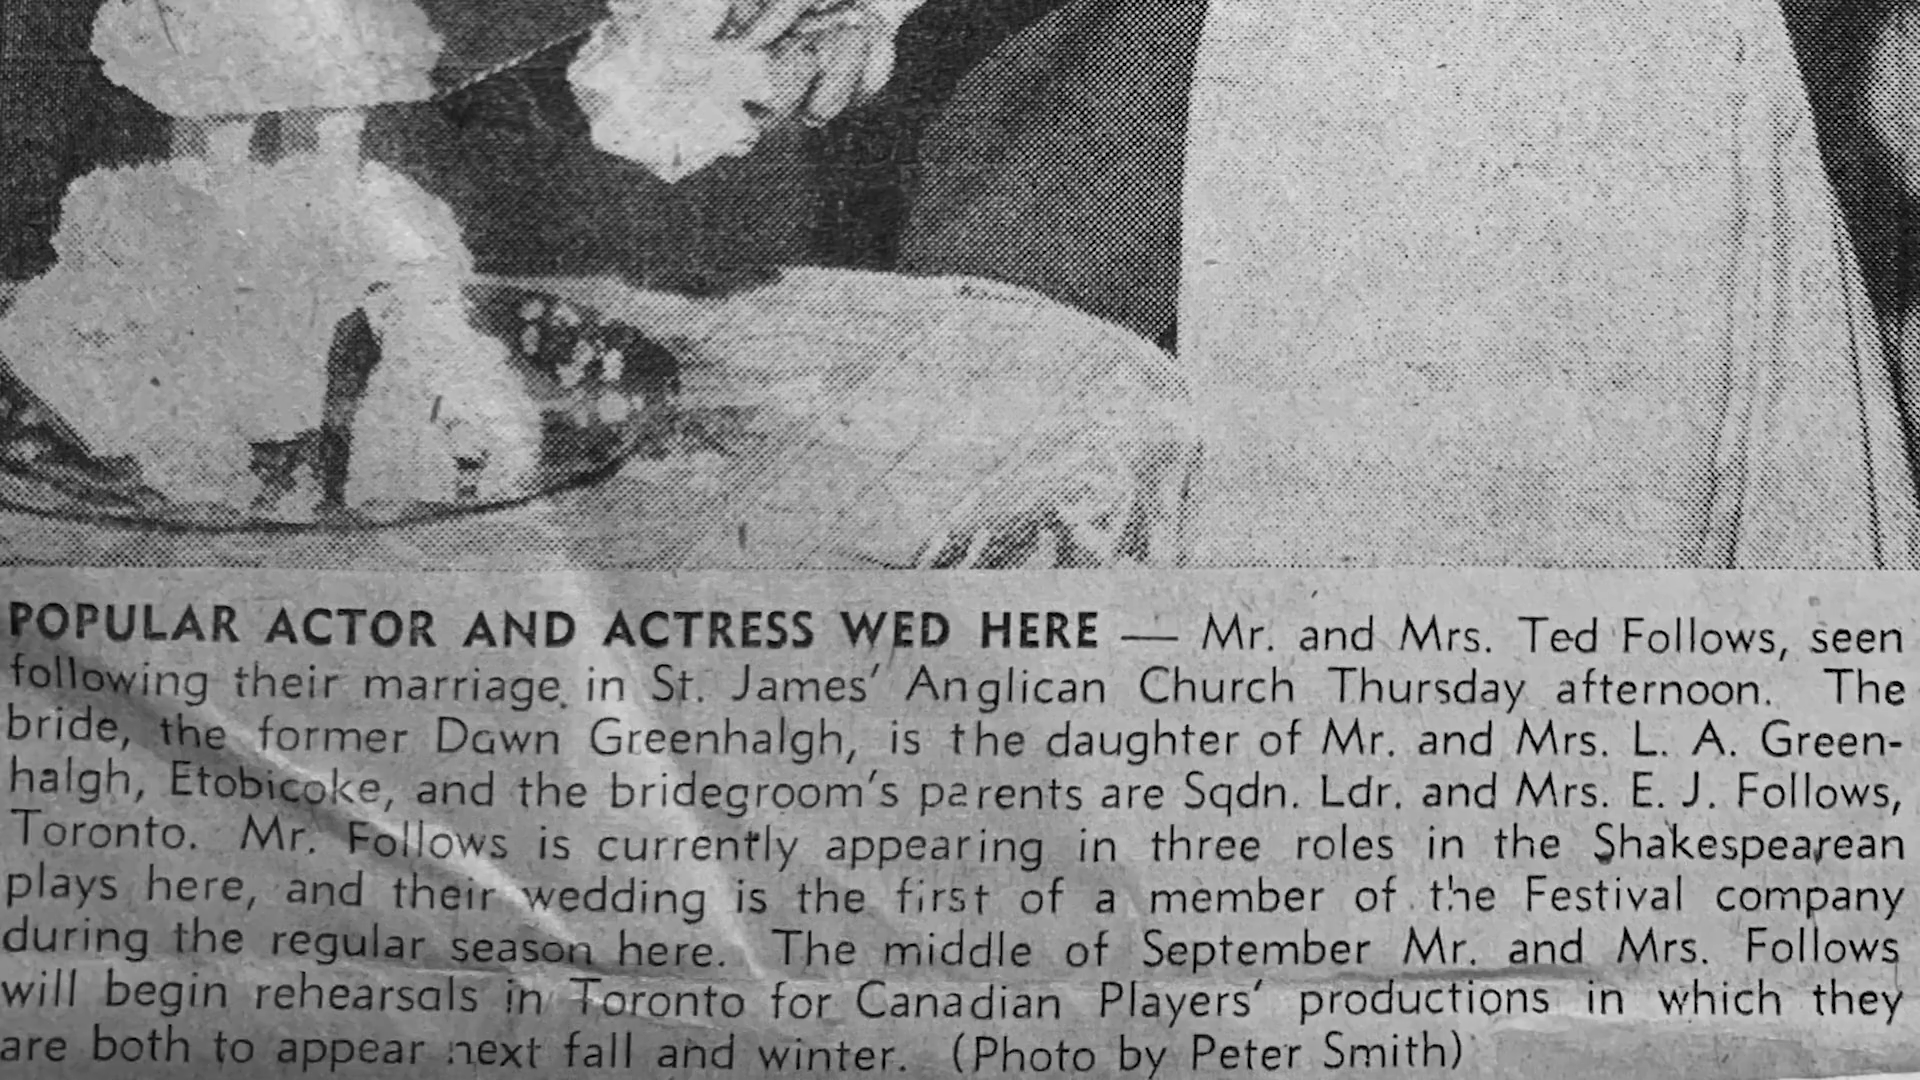 POPULAR ACTOR AND ACTRESS WED HERE — Mr. and Mrs. Ted Follows, seen
following their marriage in St. James' Anglican Church Thursday afternoon. The
bride, the former Dawn Greenhalgh, is the daughter of Mr. and Mrs. L. A. Green-
halgh, Etobicoke, and the bridegroom's parents are Sqdn. Ldr. and Mrs. E. J. Follows,
Toronto. Mr. Follows is currently appearing in three roles in the Shakespearean
plays here, and their wedding is the first of a member of the Festival company
during the regular season here. The middle of September Mr. and Mrs. Follows
will begin rehearsals in Toronto for Canadian Players' productions in which they
are both to appear next fall and winter. (Photo by Peter Smith)